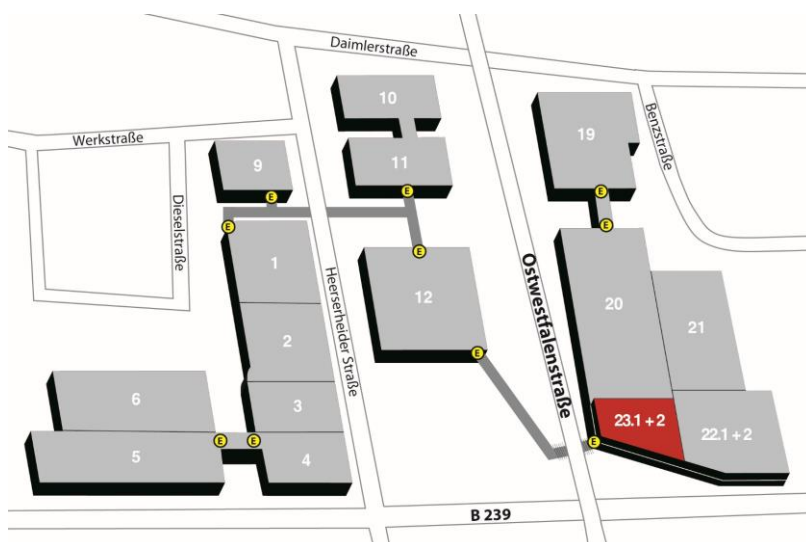 Daimlerstraße
10
Werkstraße
19
Benzstraße
9
11
E
E
E
Dieselstraße
E
E
1
E
Heerserheider Straße
12
Ostwestfalenstraße
20
2
21
E
6
3
23.1 + 2
22.1 + 2
E
E
E
5
4
B 239